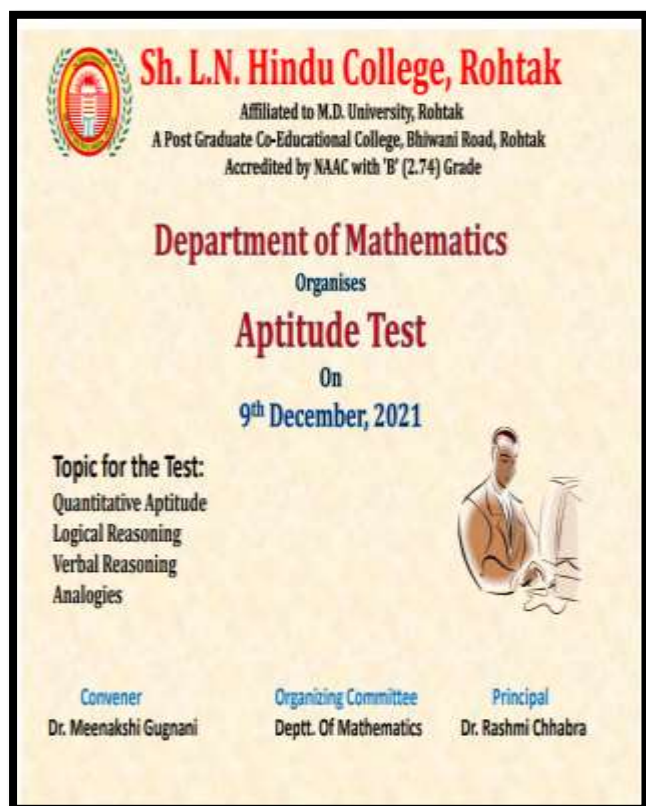 Sh. L.N. Hindu College, Rohtak
Affiliated to M.D. University, Rohtak
A Post Graduate Co-Educational College, Bhiwani Road, Rohtak
Accredited by NAAC with 'B' (2.74) Grade
Department of Mathematics
Organises
Aptitude Test
On
9th December, 2021
Topic for the Test:
Quantitative Aptitude
Logical Reasoning
Verbal Reasoning
Analogies
Convener
Dr. Meenakshi Gugnani
Organizing Committee
Deptt. Of Mathematics
Principal
Dr. Rashmi Chhabra